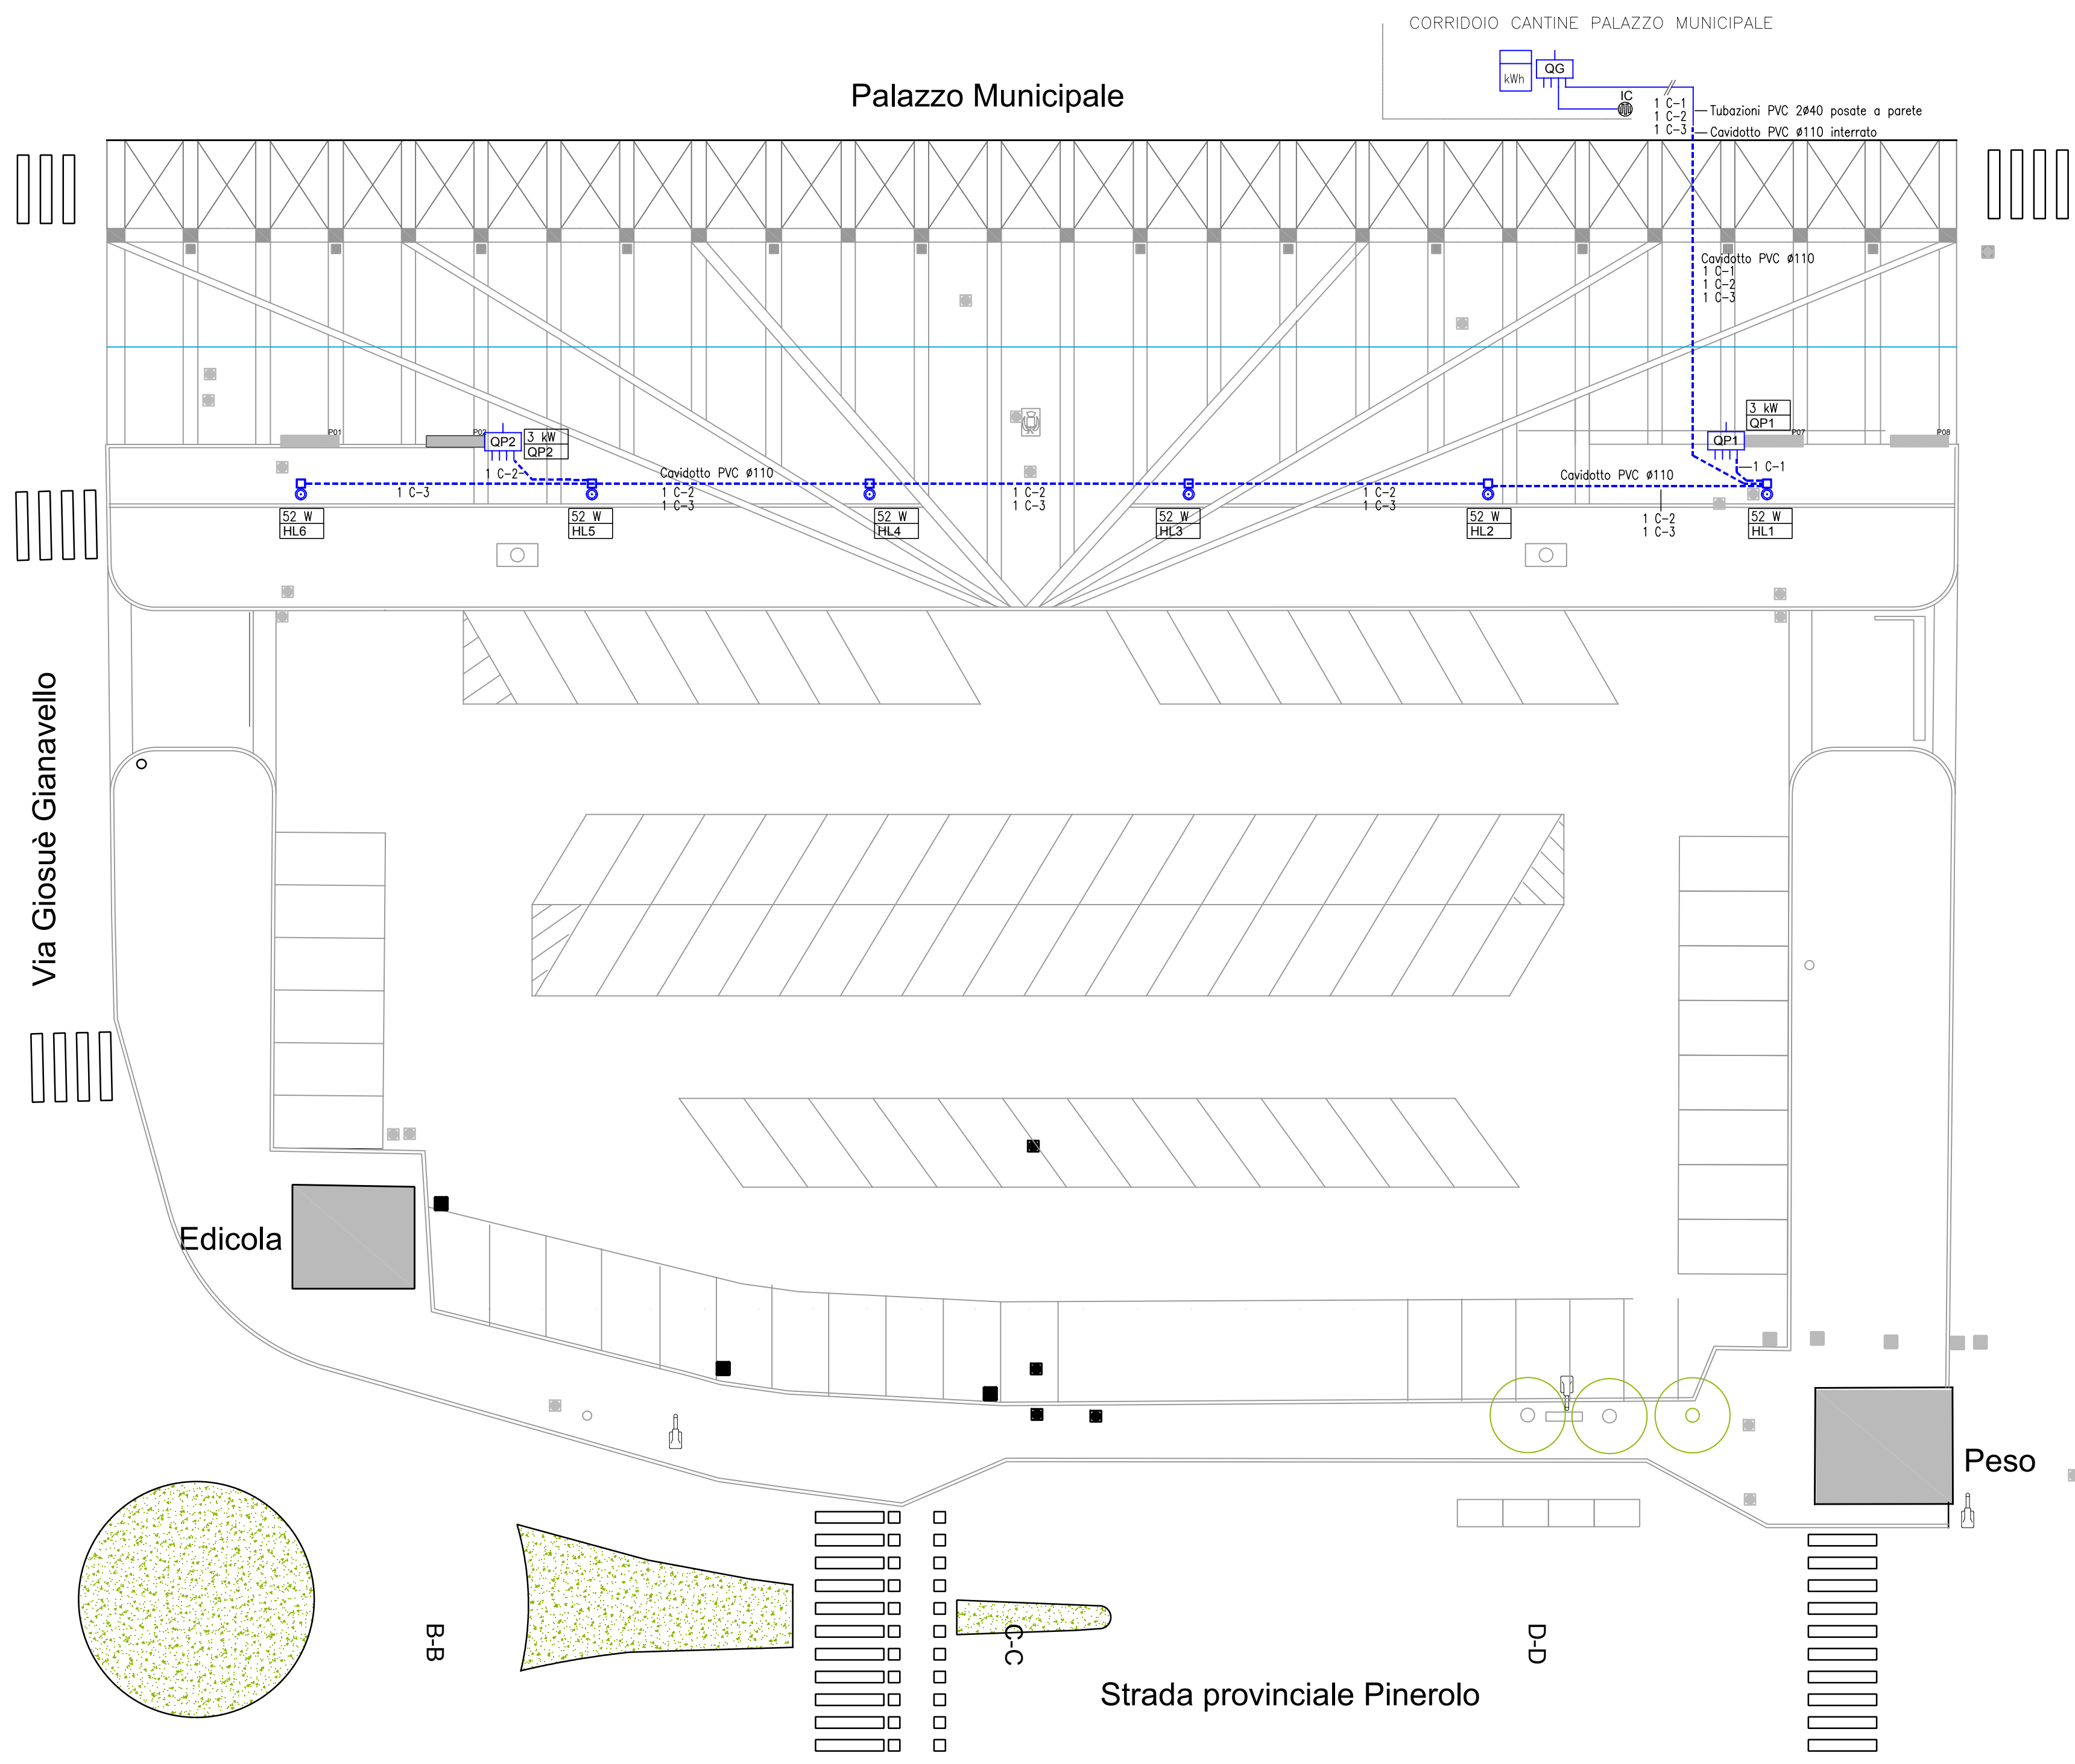 CORRIDOIO CANTINE PALAZZO MUNICIPALE
QG
kWh
IC
Palazzo Municipale
1 C-1
1 C-2
1 C-3
Tubazioni PVC 2ø40 posate a parete
Cavidotto PVC ø110 interrato
Cavidotto PVC ø110
1 C-1
1 C-2
1 C-3
3 kW
QP1
P01
P02
QP2
3 kW
QP2
QP1
P07
P08
1 C-2
Cavidotto PVC ø110
Cavidotto PVC ø110
1 C-1
1 C-3
1 C-2
1 C-3
1 C-2
1 C-3
1 C-2
1 C-3
1 C-2
1 C-3
52 W
HL6
52 W
HL5
52 W
HL4
52 W
HL3
52 W
HL2
52 W
HL1
Via Giosuè Gianavello
Edicola
Peso
B-B
C-C
D-D
Strada provinciale Pinerolo